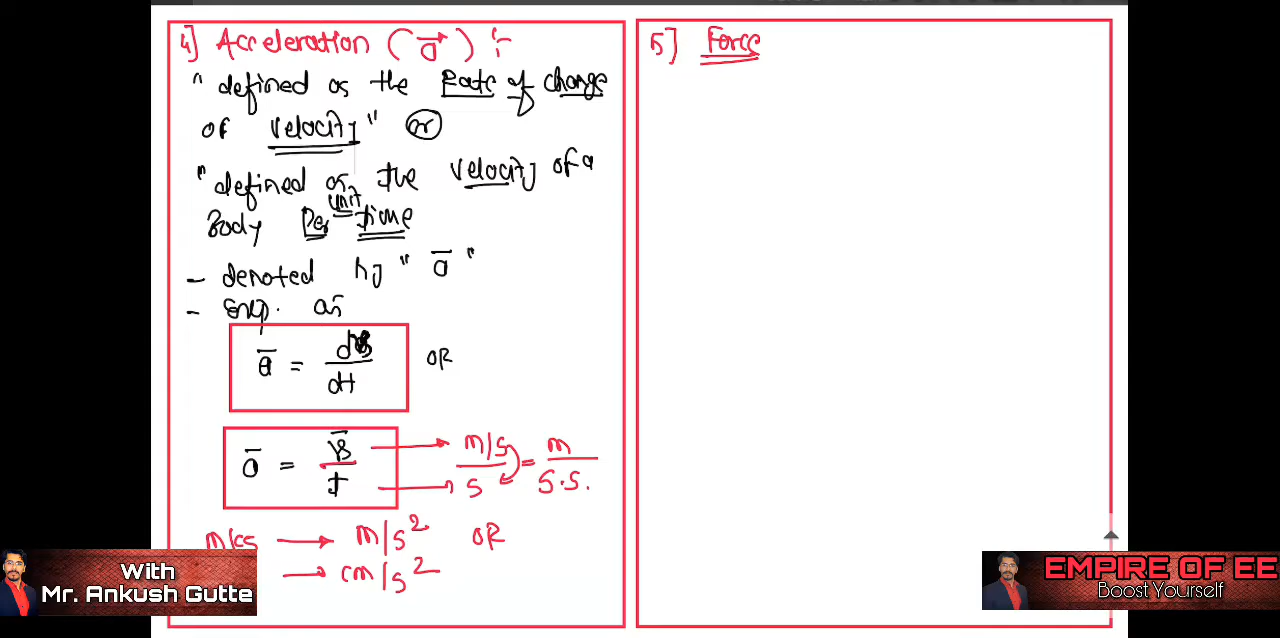 4] Acceleration (a) :-
" defined as the Rate of change
of velocity " or
" defined as the velocity of a
unit
Body Per time
- denoted by " a "
- exp. as
a = dv/dt OR
a = v/t → m/s / s = m / s.s.
→ m/s² OR
→ cm/s²
With
Mr. Ankush Gutte
5] Force
EMPIRE OF EE
Boost Yourself